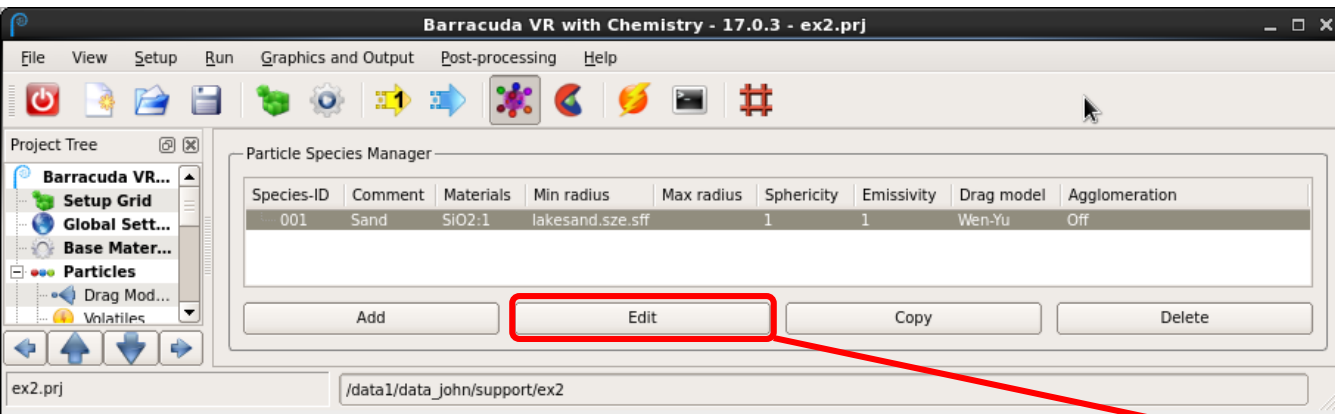 Barracuda VR with Chemistry - 17.0.3 - ex2.prj
File View Setup Run Graphics and Output Post-processing Help
1
Project Tree
Barracuda VR...
Setup Grid
Global Sett...
Base Mater...
Particles
Drag Mod...
Volatiles
Particle Species Manager
Species-ID Comment Materials Min radius Max radius Sphericity Emissivity Drag model Agglomeration
001 Sand SiO2:1 lakesand.sze.sff 1 1 Wen-Yu Off
Add Edit Copy Delete
ex2.prj /data1/data_john/support/ex2